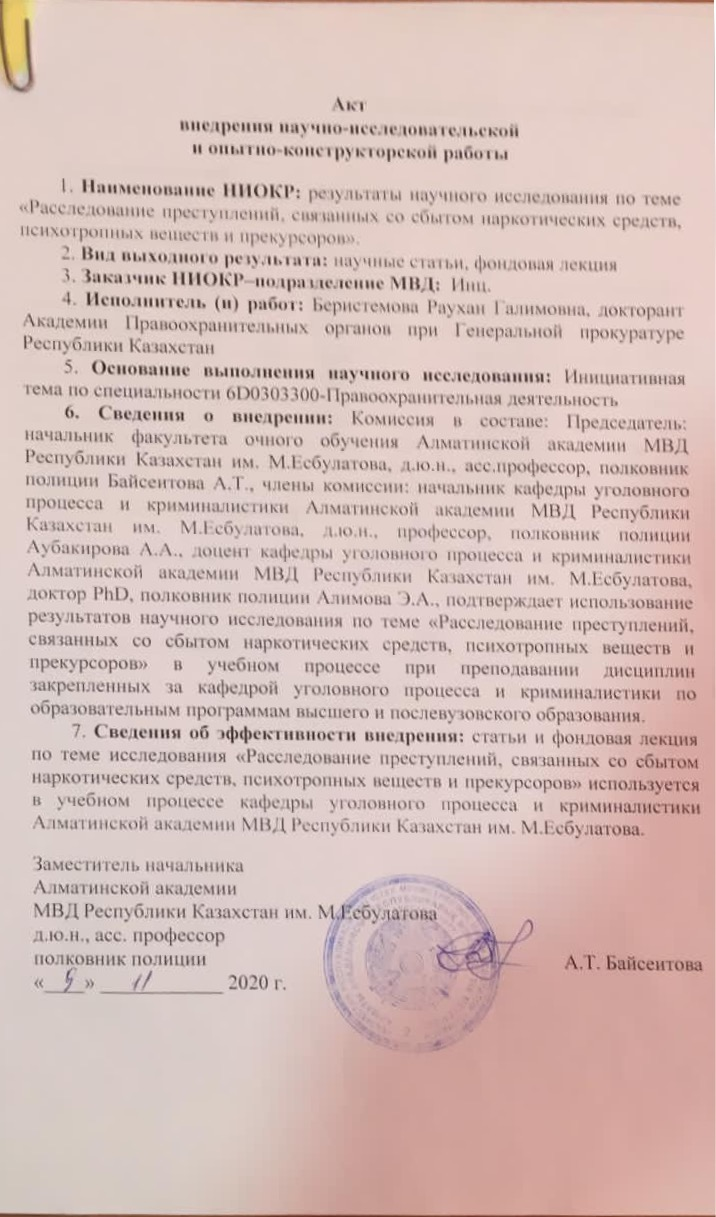 Акт
внедрения научно-исследовательской
и опытно-конструкторской работы
1. Наименование НИОКР: результаты научного исследования по теме
«Расследование преступлений, связанных со сбытом наркотических средств,
психотропных веществ и прекурсоров».
2. Вид выходного результата: научные статьи, фондовая лекция
3. Заказчик НИОКР–подразделение МВД: Инц.
4. Исполнитель (и) работ: Беристемова Раухан Галимовна, докторант
Академии Правоохранительных органов при Генеральной прокуратуре
Республики Казахстан
5. Основание выполнения научного исследования: Инициативная
тема по специальности 6D0303300-Правоохранительная деятельность
6. Сведения о внедрении: Комиссия в составе: Председатель:
начальник факультета очного обучения Алматинской академии МВД
Республики Казахстан им. М.Есбулатова, д.ю.н., асс.профессор, полковник
полиции Байсеитова А.Т., члены комиссии: начальник кафедры уголовного
процесса и криминалистики Алматинской академии МВД Республики
Казахстан им. М.Есбулатова, д.ю.н., профессор, полковник полиции
Аубакирова А.А., доцент кафедры уголовного процесса и криминалистики
Алматинской академии МВД Республики Казахстан им. М.Есбулатова,
доктор PhD, полковник полиции Алимова Э.А., подтверждает использование
результатов научного исследования по теме «Расследование преступлений,
связанных со сбытом наркотических средств, психотропных веществ и
прекурсоров» в учебном процессе при преподавании дисциплин
закрепленных за кафедрой уголовного процесса и криминалистики по
образовательным программам высшего и послевузовского образования.
7. Сведения об эффективности внедрения: статьи и фондовая лекция
по теме исследования «Расследование преступлений, связанных со сбытом
наркотических средств, психотропных веществ и прекурсоров» используется
в учебном процессе кафедры уголовного процесса и криминалистики
Алматинской академии МВД Республики Казахстан им. М.Есбулатова.
Заместитель начальника
Алматинской академии
МВД Республики Казахстан им. М.Есбулатова
д.ю.н., асс. профессор
полковник полиции
А.Т. Байсеитова
«5» 11 2020 г.